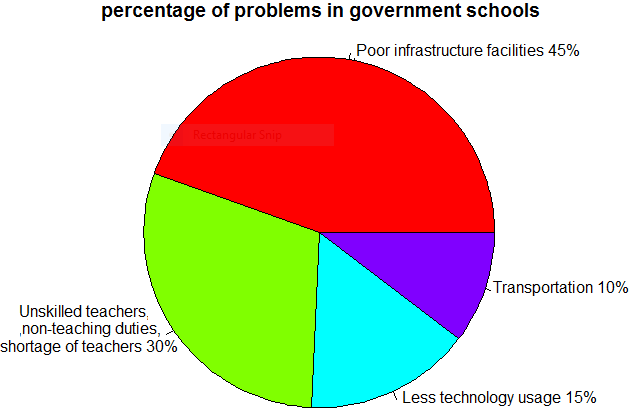 percentage of problems in government schools
Poor infrastructure facilities 45%
Rectangular Snip
Transportation 10%
Unskilled teachers,
,non-teaching duties,
shortage of teachers 30%
Less technology usage 15%